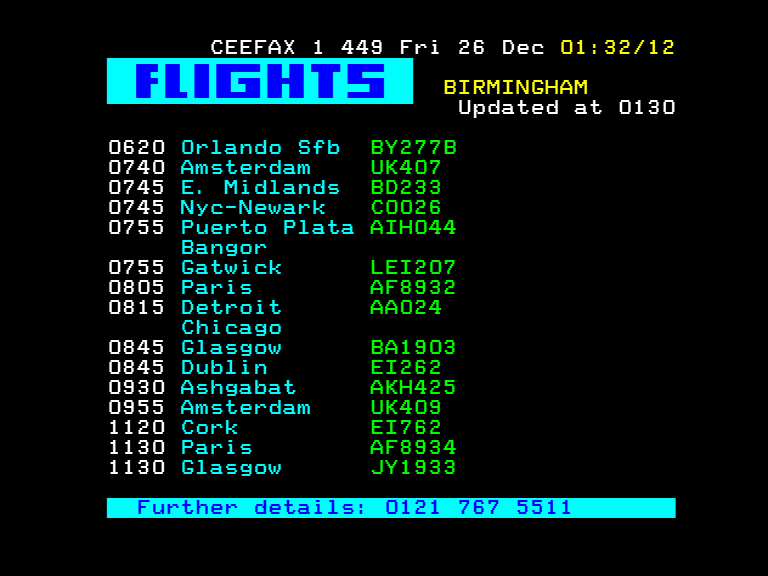 CEEFAX 1 449 Fri 26 Dec 01:32/12
FLIGHTS
BIRMINGHAM
Updated at 0130
0620 Orlando Sfb BY277B
0740 Amsterdam UK407
0745 E. Midlands BD233
0745 Nyc-Newark CO026
0755 Puerto Plata AIH044
Bangor
0755 Gatwick LEI207
0805 Paris AF8932
0815 Detroit AA024
Chicago
0845 Glasgow BA1903
0845 Dublin EI262
0930 Ashgabat AKH425
0955 Amsterdam UK409
1120 Cork EI762
1130 Paris AF8934
1130 Glasgow JY1933
Further details: 0121 767 5511